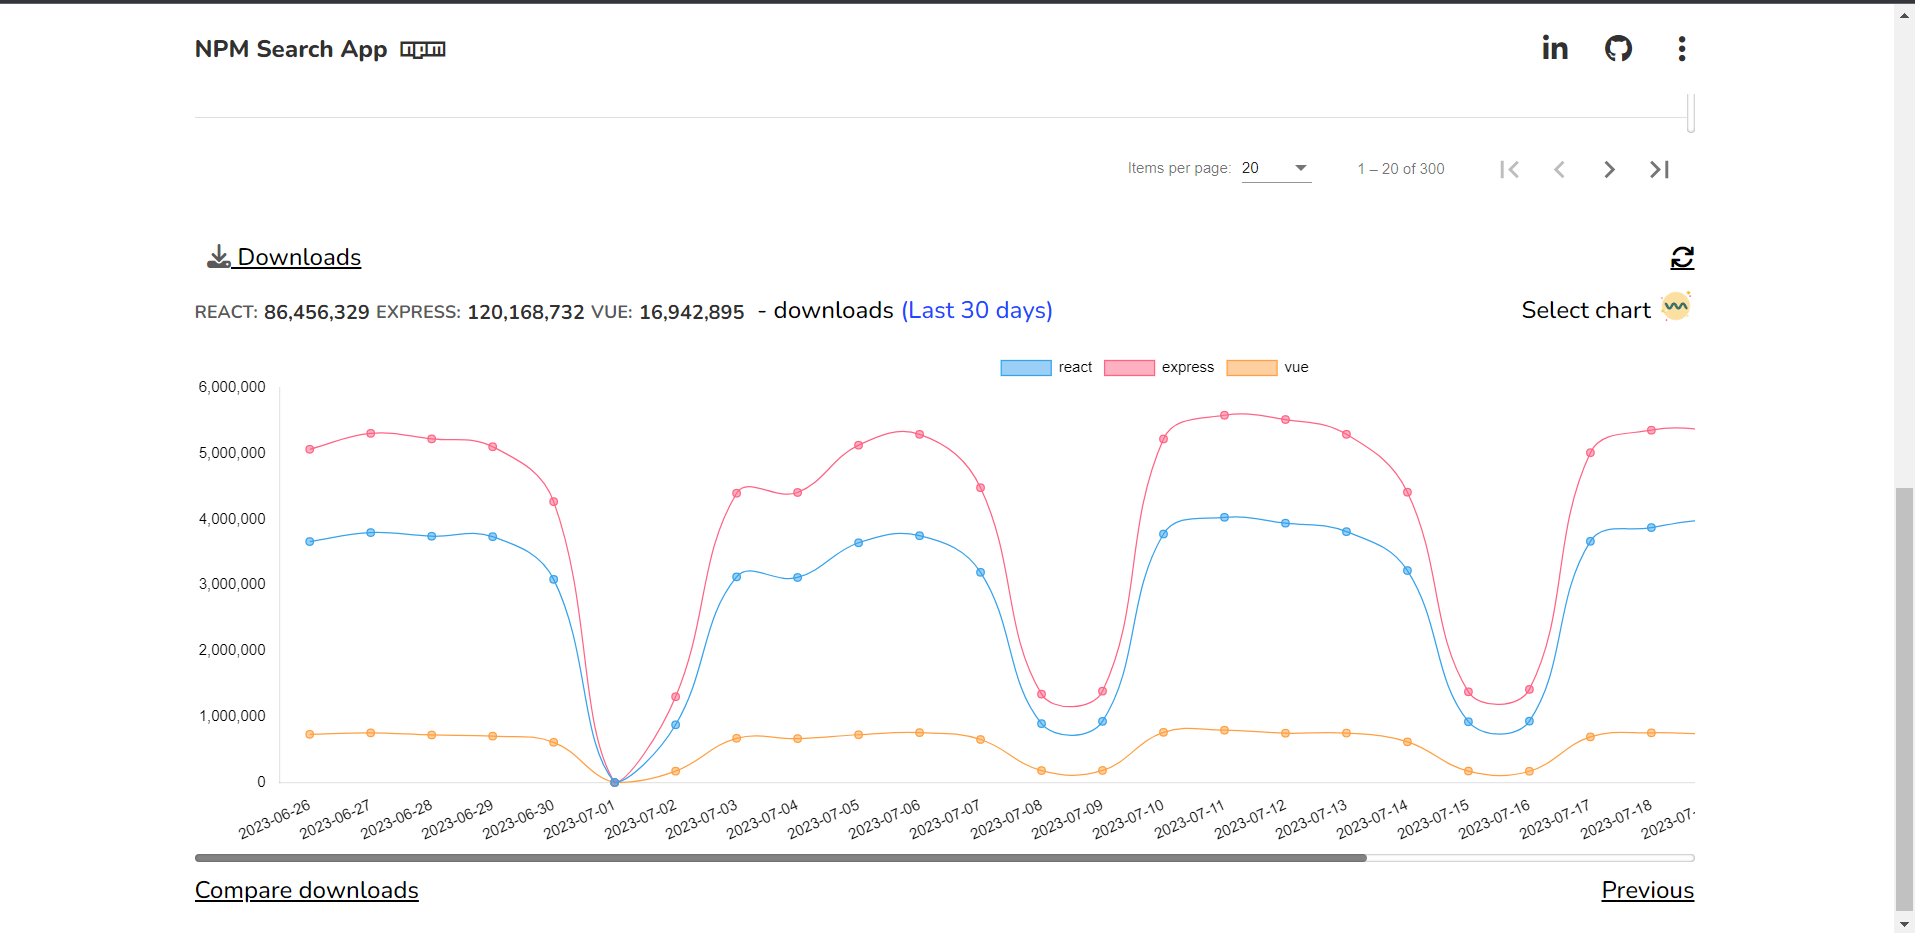 NPM Search App npm
Items per page: 20 1 – 20 of 300
Downloads
REACT: 86,456,329 EXPRESS: 120,168,732 VUE: 16,942,895 - downloads (Last 30 days) Select chart
react express vue
6,000,000
5,000,000
4,000,000
3,000,000
2,000,000
1,000,000
0
2023-06-26 2023-06-27 2023-06-28 2023-06-29 2023-06-30 2023-07-01 2023-07-02 2023-07-03 2023-07-04 2023-07-05 2023-07-06 2023-07-07 2023-07-08 2023-07-09 2023-07-10 2023-07-11 2023-07-12 2023-07-13 2023-07-14 2023-07-15 2023-07-16 2023-07-17 2023-07-18 2023-07-
Compare downloads Previous